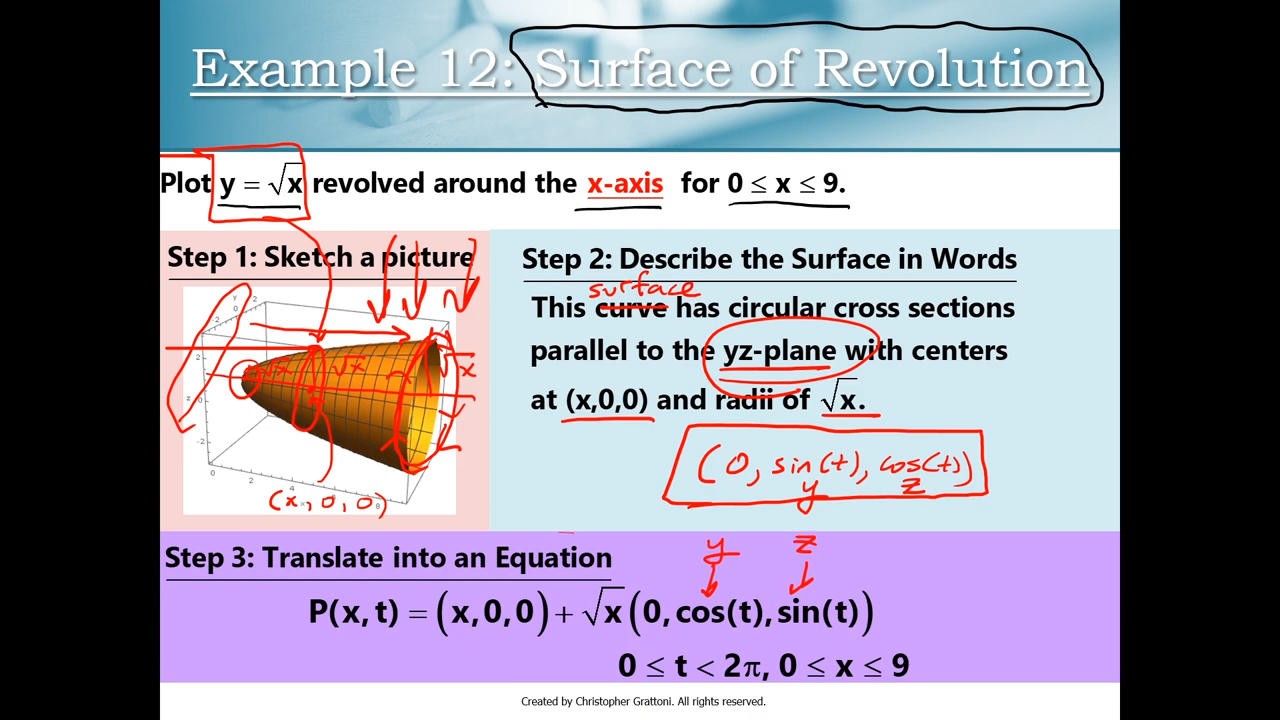 Example 12: Surface of Revolution
Plot y = √x revolved around the x-axis for 0 ≤ x ≤ 9.
Step 1: Sketch a picture
√x √x √x
(x, 0, 0)
Step 2: Describe the Surface in Words
surface
This curve has circular cross sections
parallel to the yz-plane with centers
at (x,0,0) and radii of √x.
(0, sin(t), cos(t))
y z
Step 3: Translate into an Equation
y z
P(x,t) = (x,0,0) + √x(0, cos(t), sin(t))
0 ≤ t < 2π, 0 ≤ x ≤ 9
Created by Christopher Grattoni. All rights reserved.